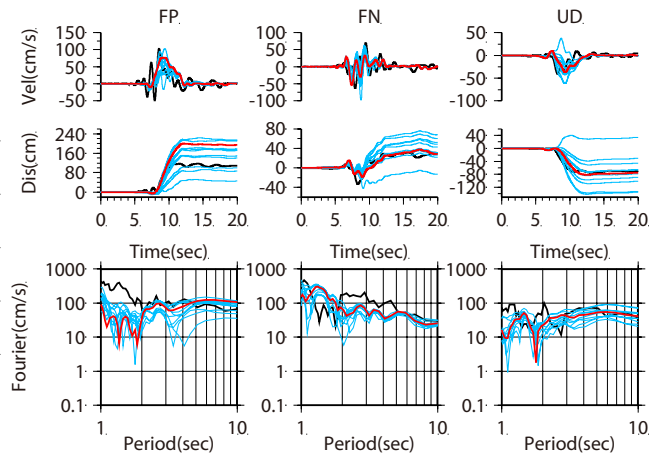 FP. FN. UD.
Vel(cm/s)
150 100 50 0 -50
100 50 0 -50 -100
50 0 -50 -100
Dis(cm)
240 160 80 0
80 40 0 -40
40 0 -40 -80 -120
0. 5. 10. 15. 20. 0. 5. 10. 15. 20. 0. 5. 10. 15. 20.
Time(sec). Time(sec). Time(sec).
Fourier(cm/s)
1000 100 10 1 0.1
1000 100 10 1 0.1
1000 100 10 1 0.1
1. 10. 1. 10. 1. 10.
Period(sec) Period(sec) Period(sec)